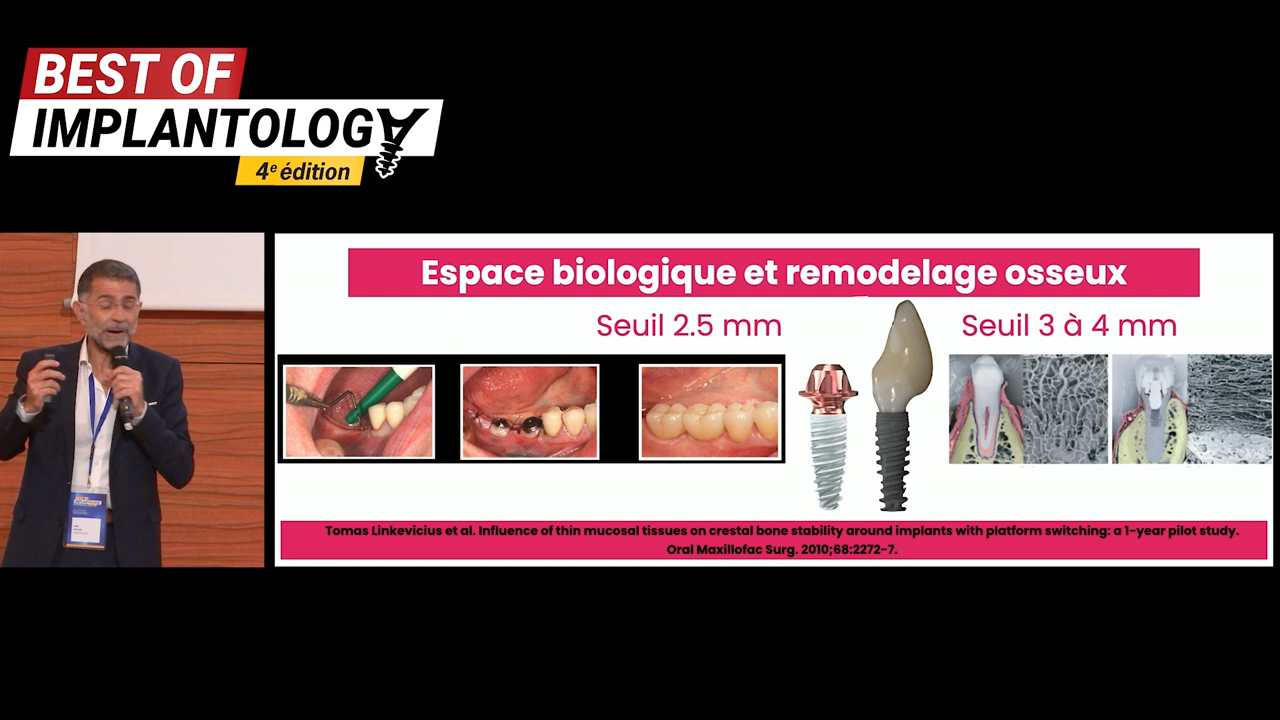 BEST OF
IMPLANTOLOGY
4e édition
Espace biologique et remodelage osseux
Seuil 2.5 mm
Seuil 3 à 4 mm
Tomas Linkevicius et al. Influence of thin mucosal tissues on crestal bone stability around implants with platform switching: a 1-year pilot study.
Oral Maxillofac Surg. 2010;68:2272-7.